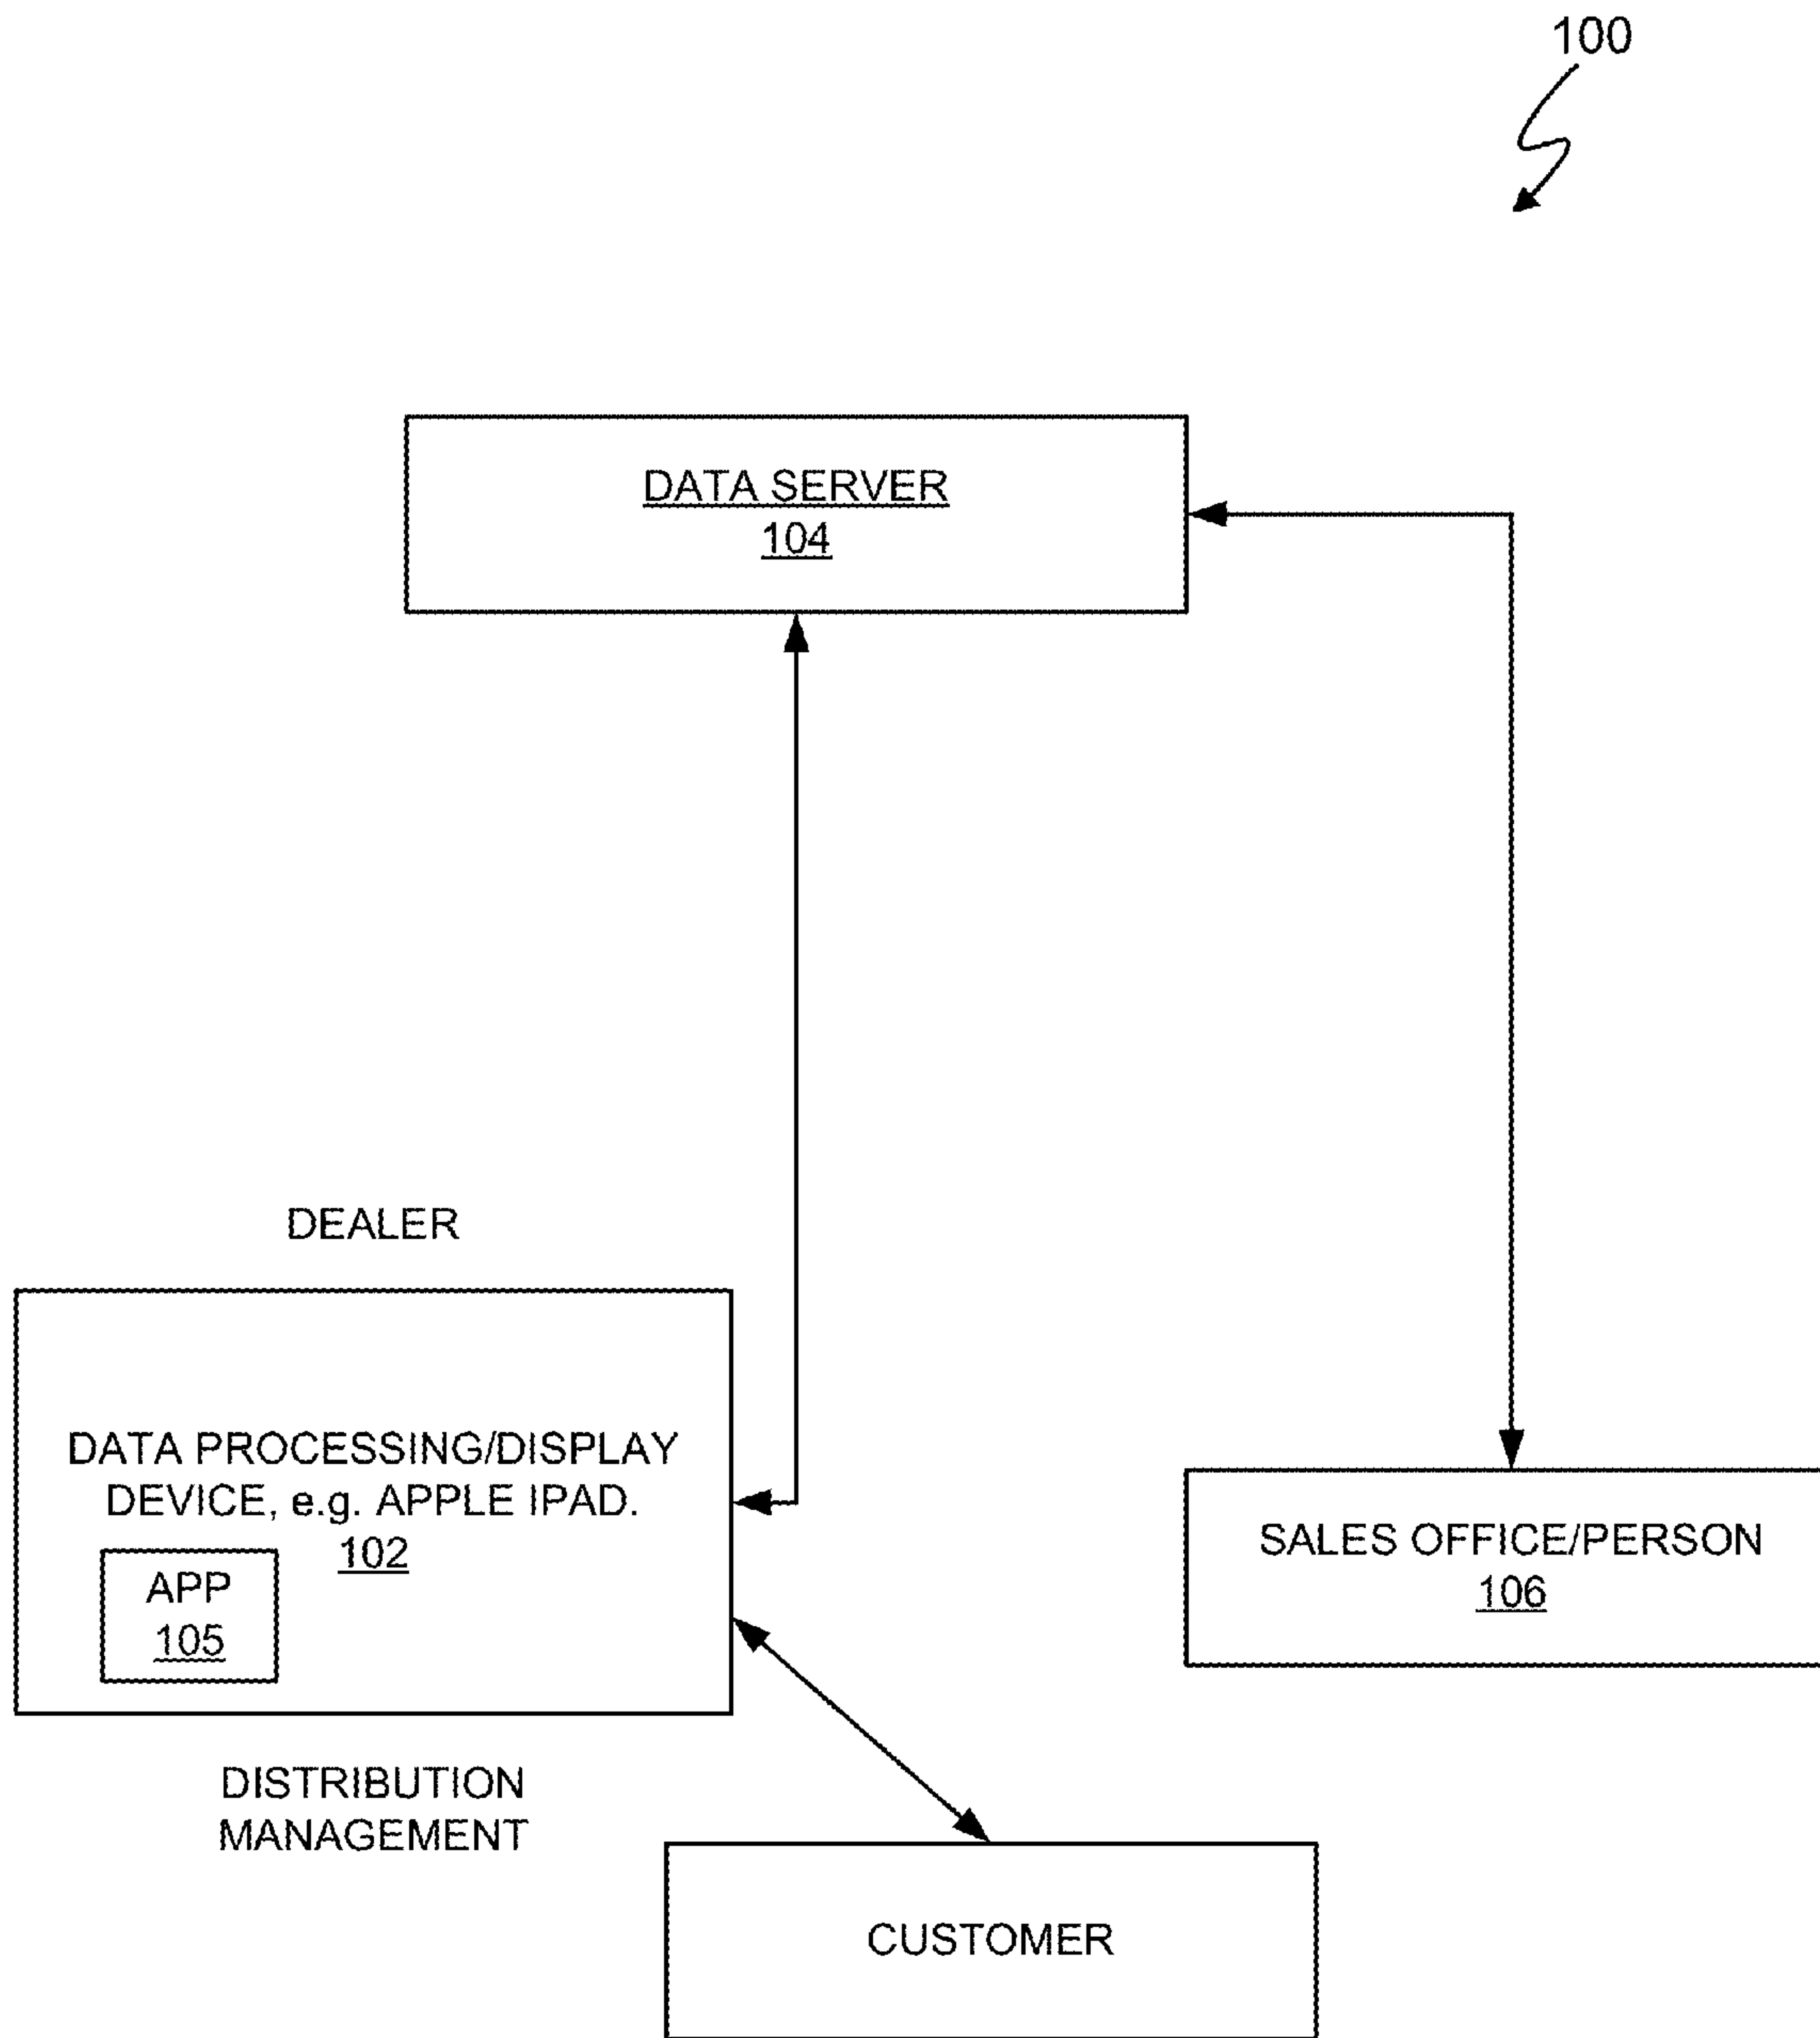 100
DATA SERVER
104
DEALER
DATA PROCESSING/DISPLAY
DEVICE, e.g. APPLE IPAD.
102
APP
105
SALES OFFICE/PERSON
106
DISTRIBUTION
MANAGEMENT
CUSTOMER